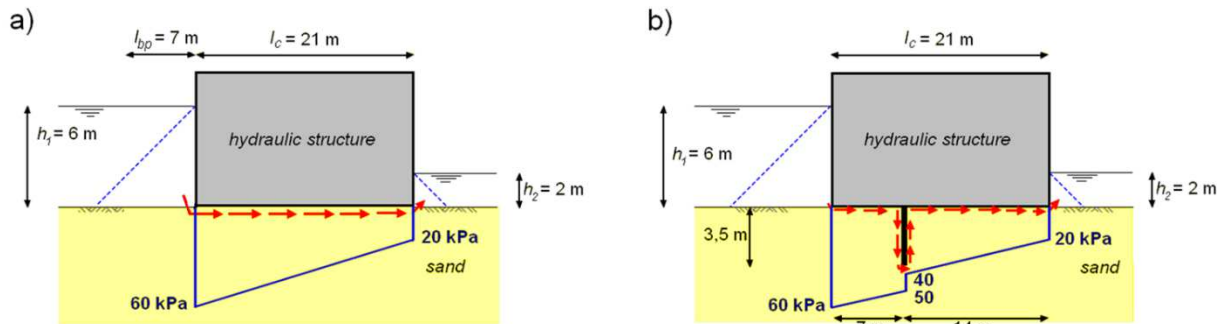 a)
l_bp = 7 m
l_c = 21 m
h_1 = 6 m
hydraulic structure
h_2 = 2 m
20 kPa
sand
60 kPa
b)
l_c = 21 m
h_1 = 6 m
hydraulic structure
h_2 = 2 m
3,5 m
20 kPa
sand
40
50
60 kPa